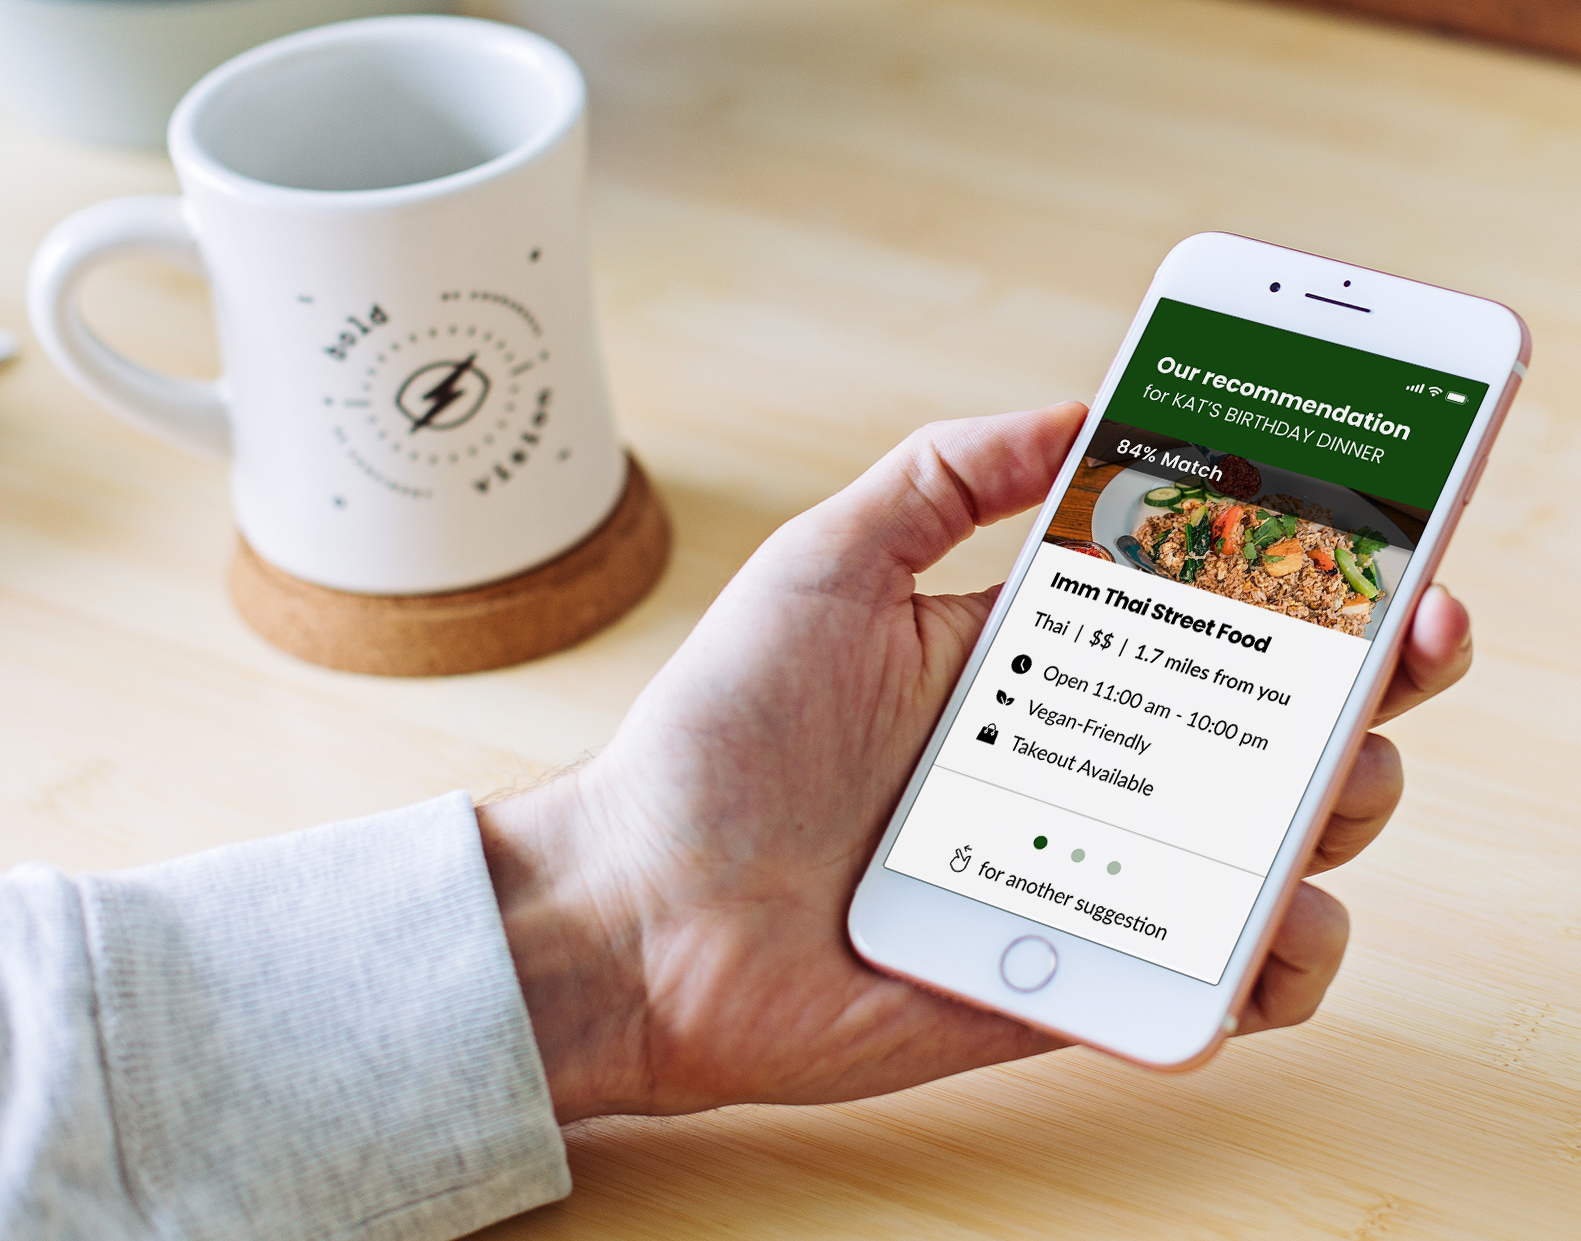 bold
vision
Our recommendation
for KAT'S BIRTHDAY DINNER
84% Match
Imm Thai Street Food
Thai | $$ | 1.7 miles from you
Open 11:00 am - 10:00 pm
Vegan-Friendly
Takeout Available
for another suggestion